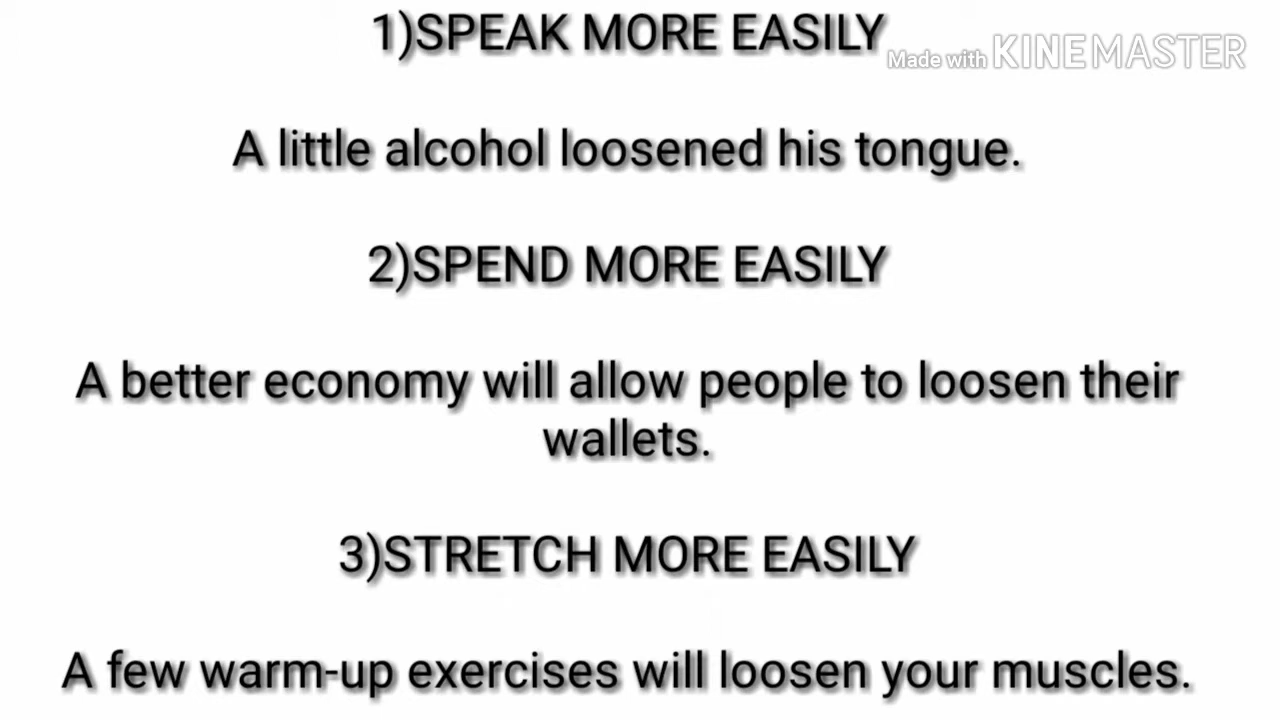 1)SPEAK MORE EASILY
Made with KINEMASTER
A little alcohol loosened his tongue.
2)SPEND MORE EASILY
A better economy will allow people to loosen their
wallets.
3)STRETCH MORE EASILY
A few warm-up exercises will loosen your muscles.